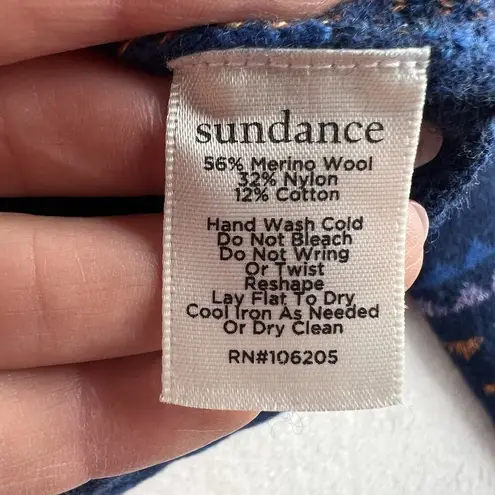 sundance
56% Merino Wool
32% Nylon
12% Cotton
Hand Wash Cold
Do Not Bleach
Do Not Wring
Or Twist
Reshape
Lay Flat To Dry
Cool Iron As Needed
Or Dry Clean
RN#106205